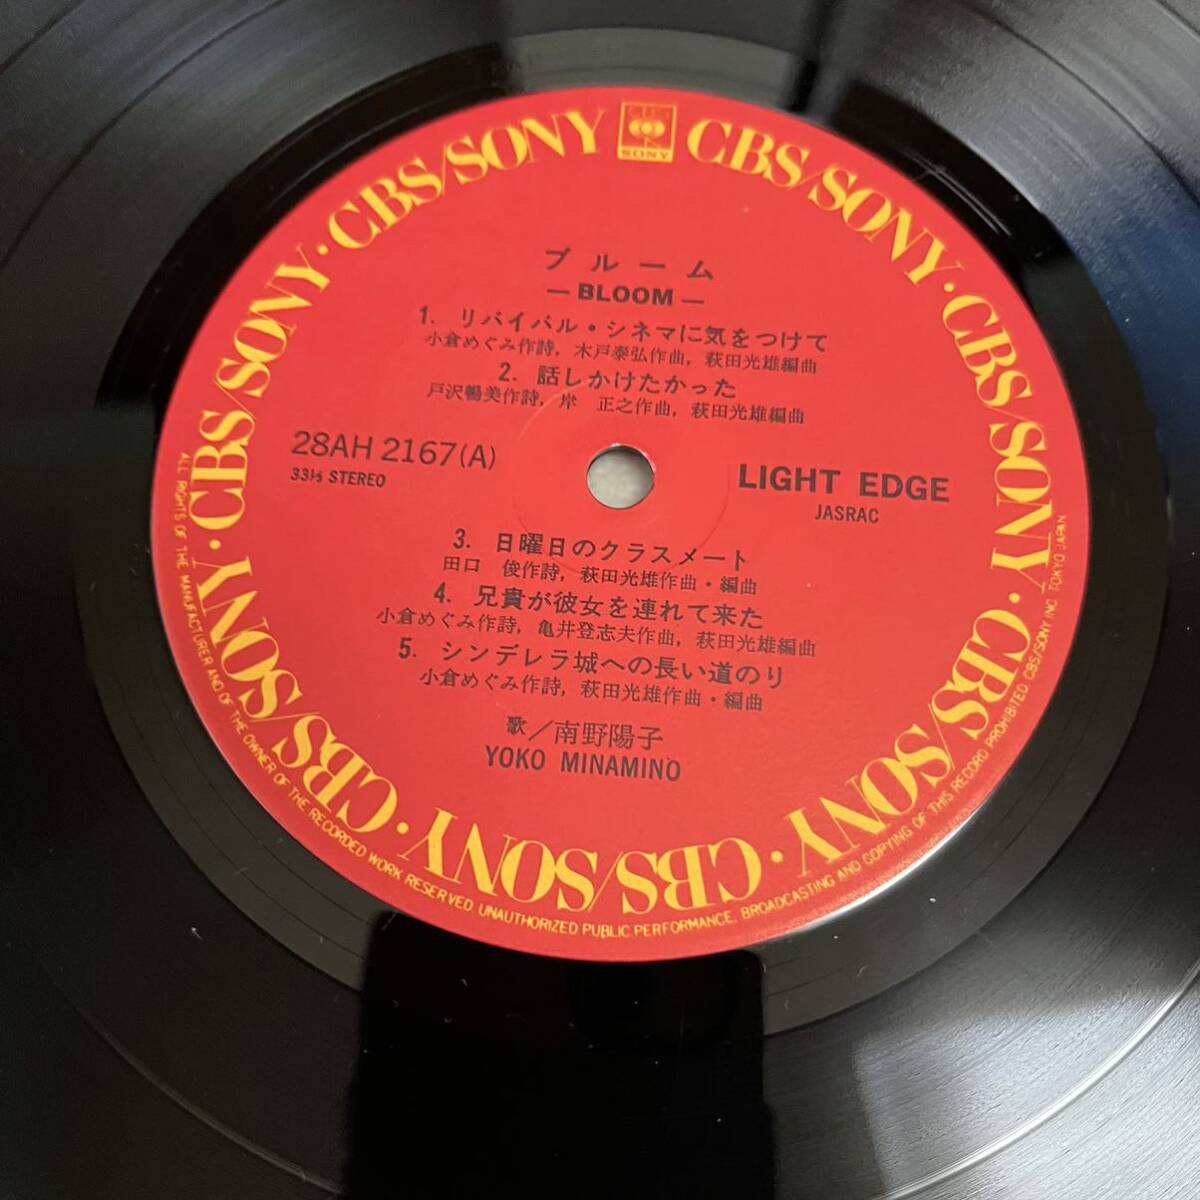 CBS/SONY · CBS/SONY · CBS/SONY · CBS/SONY · CBS/SONY · CBS/SONY · CBS/SONY · CBS/SONY · CBS/SONY
CBS
SONY
ブルーム
— BLOOM —
1. リバイバル・シネマに気をつけて
小倉めぐみ作詩, 木戸泰弘作曲, 萩田光雄編曲
2. 話しかけたかった
戸沢暢美作詩, 岸 正之作曲, 萩田光雄編曲
28AH 2167(A)
33⅓ STEREO
LIGHT EDGE
JASRAC
3. 日曜日のクラスメート
田口 俊作詩, 萩田光雄作曲・編曲
4. 兄貴が彼女を連れて来た
小倉めぐみ作詩, 亀井登志夫作曲, 萩田光雄編曲
5. シンデレラ城への長い道のり
小倉めぐみ作詩, 萩田光雄作曲・編曲
歌/南野陽子
YOKO MINAMINO
ALL RIGHTS OF THE MANUFACTURER AND OF THE OWNER OF THE RECORDED WORK RESERVED. UNAUTHORIZED PUBLIC PERFORMANCE, BROADCASTING AND COPYING OF THIS RECORD PROHIBITED CBS/SONY INC. TOKYO JAPAN